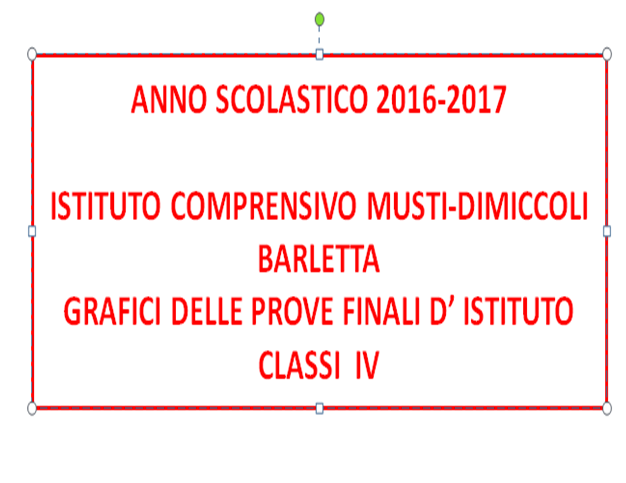 ANNO SCOLASTICO 2016-2017
ISTITUTO COMPRENSIVO MUSTI-DIMICCOLI
BARLETTA
GRAFICI DELLE PROVE FINALI D’ ISTITUTO
CLASSI IV